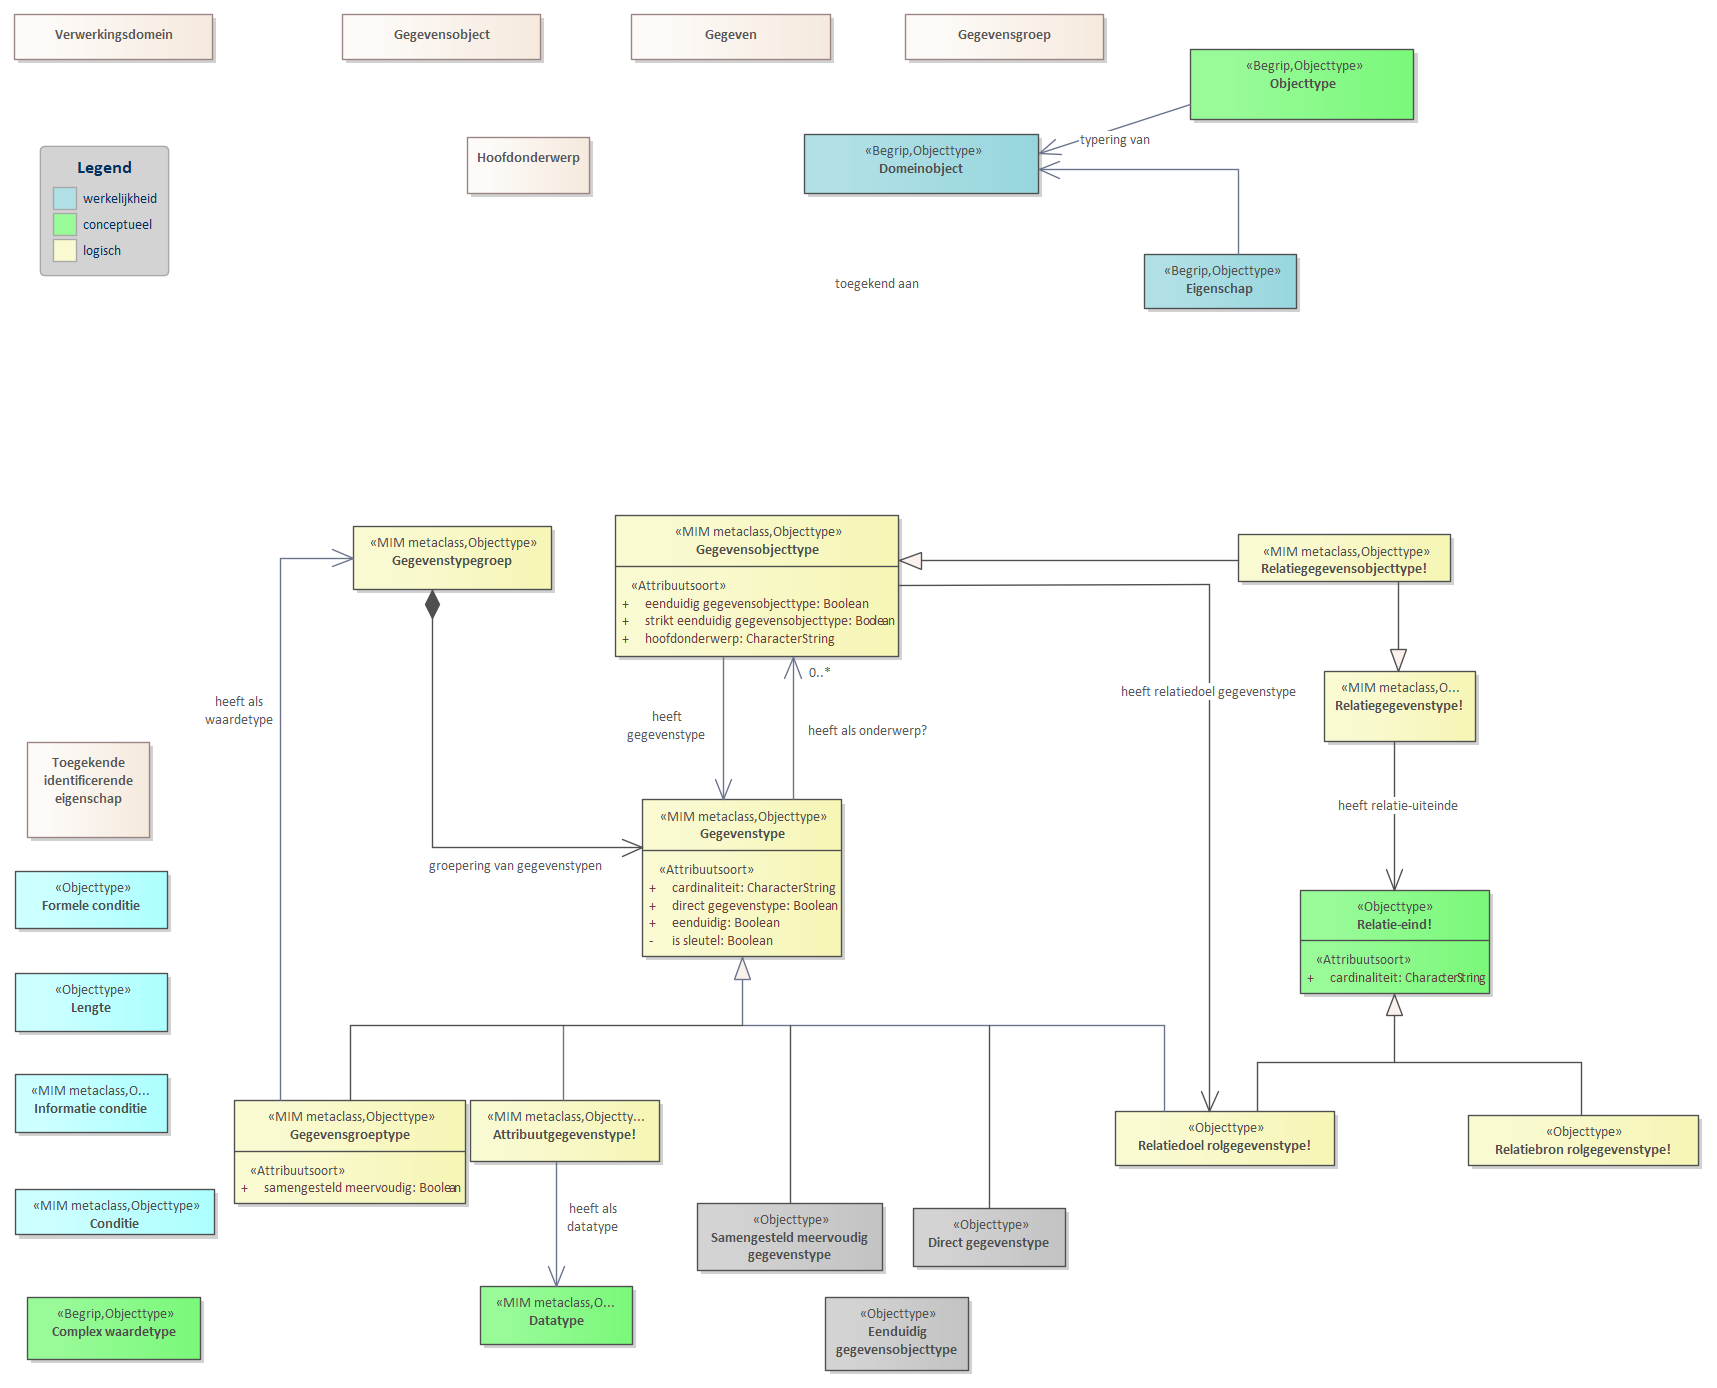 Verwerkingsdomein
Gegevensobject
Gegeven
Gegevensgroep
«Begrip,Objecttype»
Objecttype
Legend
werkelijkheid
conceptueel
logisch
Hoofdonderwerp
«Begrip,Objecttype»
Domeinobject
typering van
«Begrip,Objecttype»
Eigenschap
toegekend aan
«MIM metaclass,Objecttype»
Gegevenstypegroep
«MIM metaclass,Objecttype»
Gegevensobjecttype
«Attribuutsoort»
+ eenduidig gegevensobjecttype: Boolean
+ strikt eenduidig gegevensobjecttype: Boolean
+ hoofdonderwerp: CharacterString
«MIM metaclass,Objecttype»
Relatiegegevensobjecttype!
0..*
heeft als
waardetype
heeft
gegevenstype
heeft als onderwerp?
heeft relatiedoel gegevenstype
«MIM metaclass,O...
Relatiegegevenstype!
Toegekende
identificerende
eigenschap
«MIM metaclass,Objecttype»
Gegevenstype
«Attribuutsoort»
+ cardinaliteit: CharacterString
+ direct gegevenstype: Boolean
+ eenduidig: Boolean
- is sleutel: Boolean
groepering van gegevenstypen
heeft relatie-uiteinde
«Objecttype»
Formele conditie
«Objecttype»
Relatie-eind!
«Attribuutsoort»
+ cardinaliteit: CharacterString
«Objecttype»
Lengte
«MIM metaclass,O...
Informatie conditie
«MIM metaclass,Objecttype»
Gegevensgroeptype
«Attribuutsoort»
+ samengesteld meervoudig: Boolean
«MIM metaclass,Objectty...
Attribuutgegevenstype!
«Objecttype»
Relatiedoel rolgegevenstype!
«Objecttype»
Relatiebron rolgegevenstype!
«MIM metaclass,Objecttype»
Conditie
heeft als
datatype
«Objecttype»
Samengesteld meervoudig
gegevenstype
«Objecttype»
Direct gegevenstype
«Begrip,Objecttype»
Complex waardetype
«MIM metaclass,O...
Datatype
«Objecttype»
Eenduidig
gegevensobjecttype